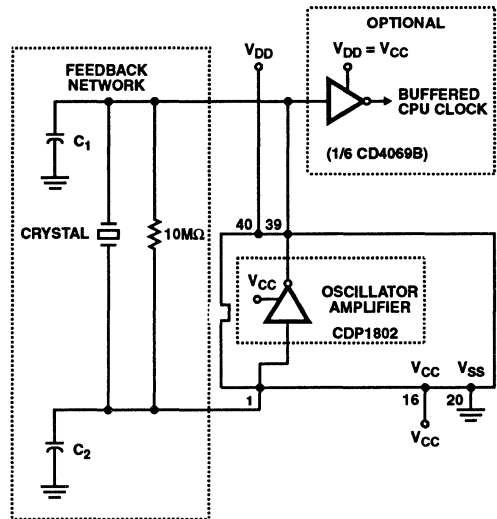 OPTIONAL
V_DD
V_DD = V_CC
FEEDBACK
NETWORK
BUFFERED
CPU CLOCK
C_1
(1/6 CD4069B)
CRYSTAL
10MΩ
40
39
V_CC
OSCILLATOR
AMPLIFIER
CDP1802
V_CC
V_SS
1
16
20
V_CC
C_2